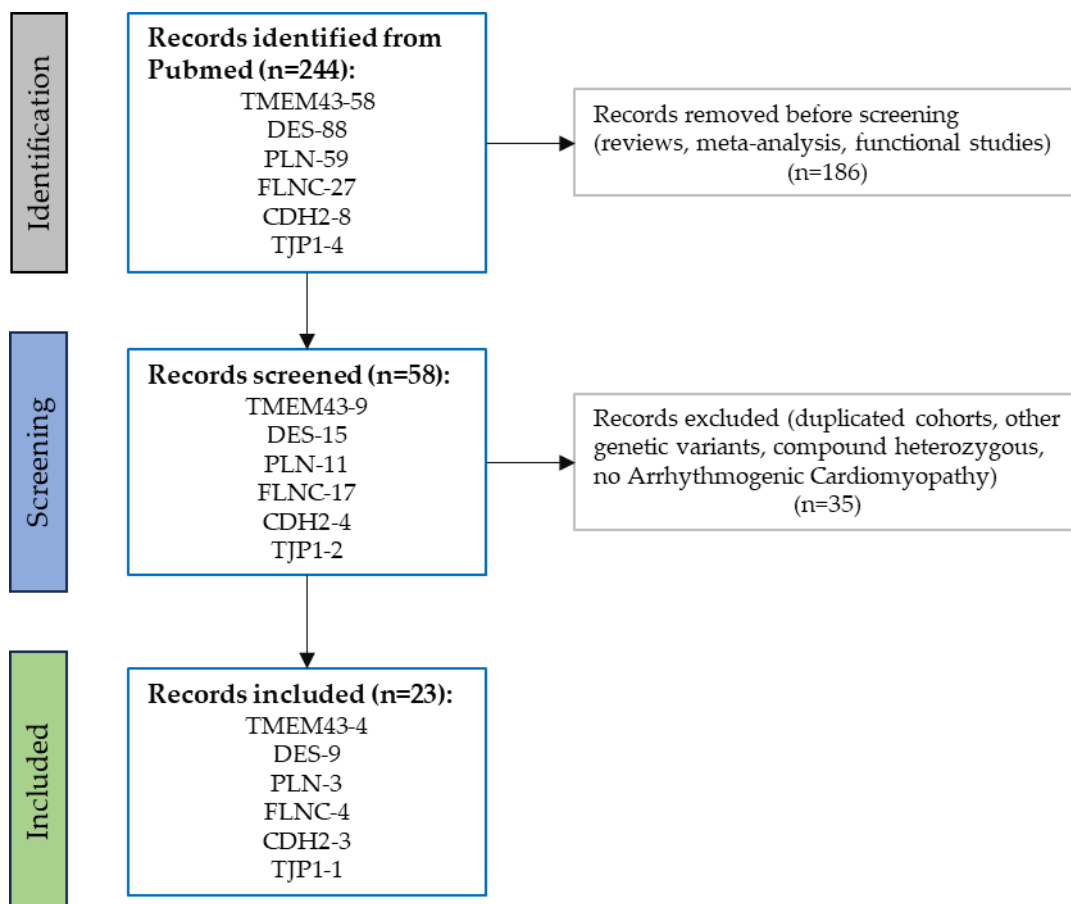 Identification
Records identified from
Pubmed (n=244):
TMEM43-58
DES-88
PLN-59
FLNC-27
CDH2-8
TJP1-4
Records removed before screening
(reviews, meta-analysis, functional studies)
(n=186)
Screening
Records screened (n=58):
TMEM43-9
DES-15
PLN-11
FLNC-17
CDH2-4
TJP1-2
Records excluded (duplicated cohorts, other
genetic variants, compound heterozygous,
no Arrhythmogenic Cardiomyopathy)
(n=35)
Included
Records included (n=23):
TMEM43-4
DES-9
PLN-3
FLNC-4
CDH2-3
TJP1-1